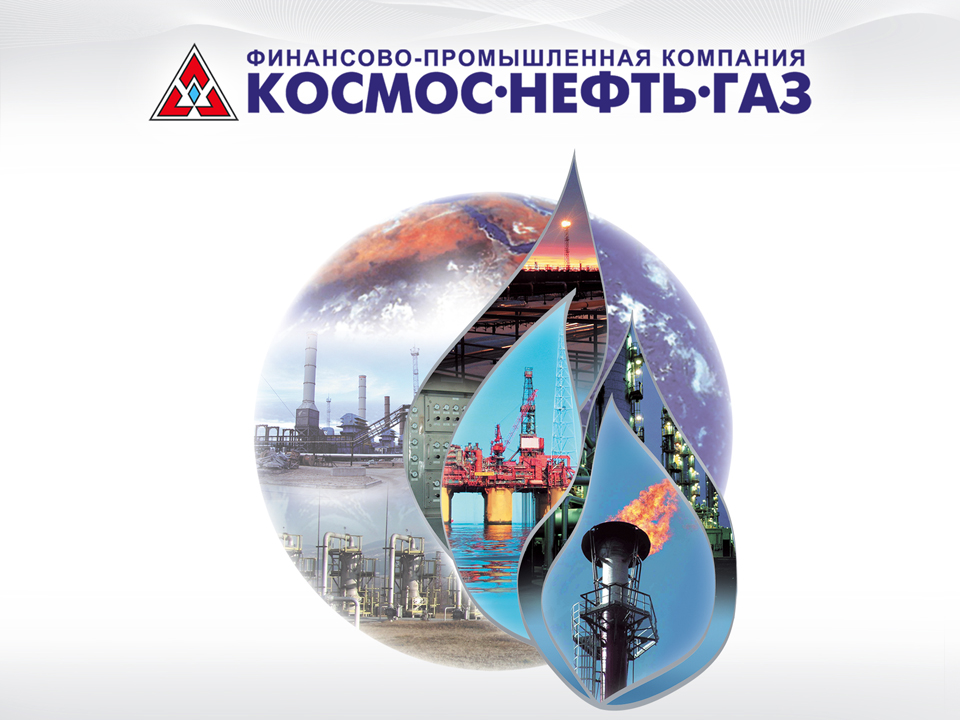 ФИНАНСОВО-ПРОМЫШЛЕННАЯ КОМПАНИЯ
КОСМОС·НЕФТЬ·ГАЗ